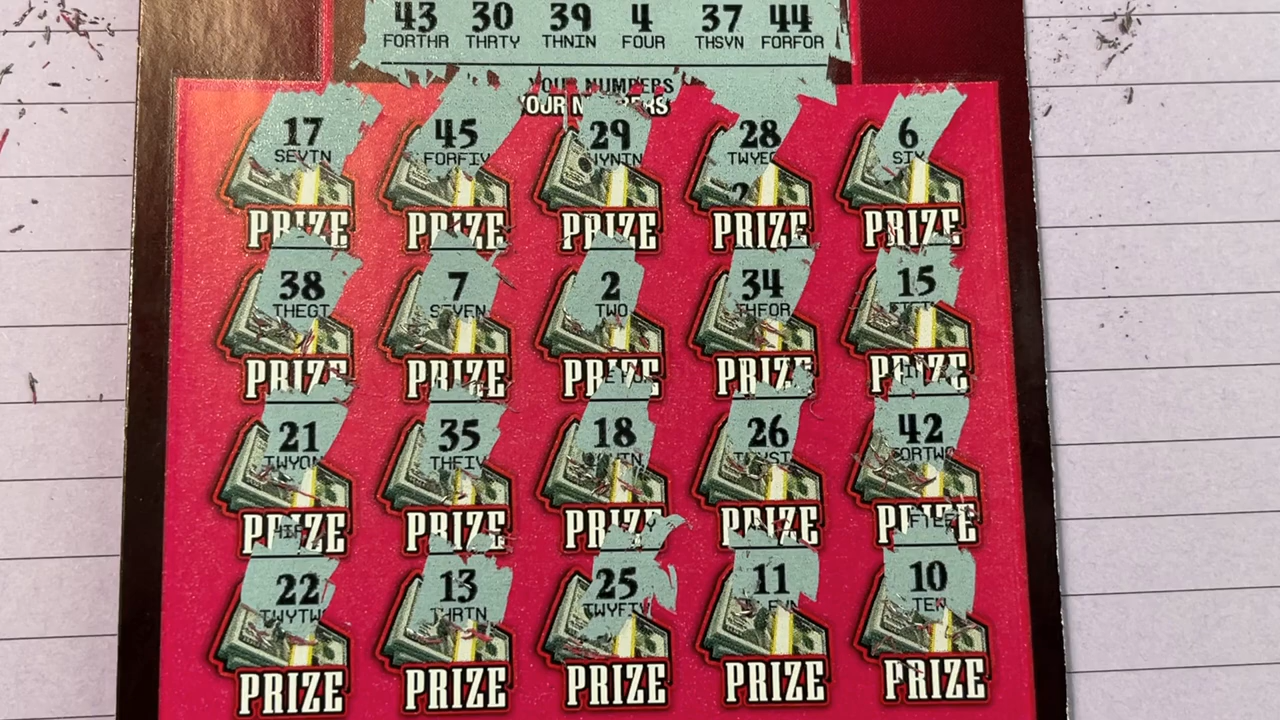 43 30 39 4 37 44
FORTHR THRTY THNIN FOUR THSVN FORFOR
YOUR NUMBERS
17 45 29 28 6
SEVTN FORFIV SIX
PRIZE PRIZE PRIZE PRIZE PRIZE
38 7 2 34 15
THEGT SEVEN TWO THFOR
PRIZE PRIZE PRIZE PRIZE PRIZE
21 35 18 26 42
TWYON THFIV FORTWO
PRIZE PRIZE PRIZE PRIZE PRIZE
22 13 25 11 10
TWYTW THRTN TWYFIV TEN
PRIZE PRIZE PRIZE PRIZE PRIZE